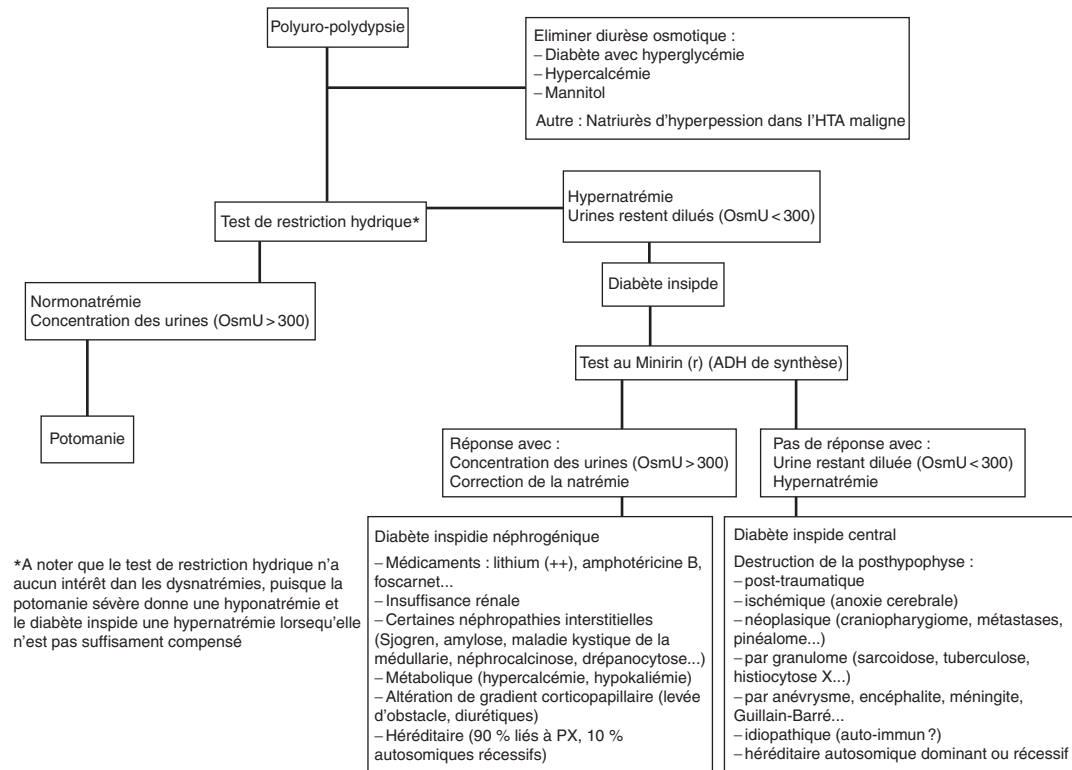 Polyuro-polydypsie
Eliminer diurèse osmotique :
– Diabète avec hyperglycémie
– Hypercalcémie
– Mannitol
Autre : Natriurès d'hyperpession dans l'HTA maligne
Test de restriction hydrique*
Hypernatrémie
Urines restent dilués (OsmU < 300)
Normonatrémie
Concentration des urines (OsmU > 300)
Diabète insipde
Potomanie
Test au Minirin (r) (ADH de synthèse)
Réponse avec :
Concentration des urines (OsmU > 300)
Correction de la natrémie
Pas de réponse avec :
Urine restant diluée (OsmU < 300)
Hypernatrémie
Diabète inspidie néphrogénique
– Médicaments : lithium (++), amphotéricine B,
foscarnet...
– Insuffisance rénale
– Certaines néphropathies interstitielles
(Sjogren, amylose, maladie kystique de la
médullarie, néphrocalcinose, drépanocytose...)
– Métabolique (hypercalcémie, hypokaliémie)
– Altération de gradient corticopapillaire (levée
d'obstacle, diurétiques)
– Héréditaire (90 % liés à PX, 10 %
autosomiques récessifs)
Diabète inspide central
Destruction de la posthypophyse :
– post-traumatique
– ischémique (anoxie cerebrale)
– néoplasique (craniopharygiome, métastases,
pinéalome...)
– par granulome (sarcoidose, tuberculose,
histiocytose X...)
– par anévrysme, encéphalite, méningite,
Guillain-Barré...
– idiopathique (auto-immun ?)
– héréditaire autosomique dominant ou récessif
*A noter que le test de restriction hydrique n'a
aucun intérêt dan les dysnatrémies, puisque la
potomanie sévère donne une hyponatrémie et
le diabète inspide une hypernatrémie lorsequ'elle
n'est pas suffisament compensé